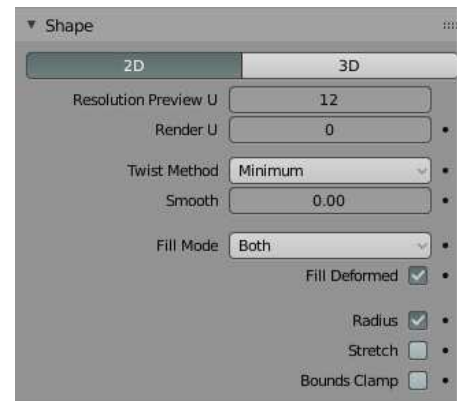 Shape
2D 3D
Resolution Preview U 12
Render U 0
Twist Method Minimum
Smooth 0.00
Fill Mode Both
Fill Deformed
Radius
Stretch
Bounds Clamp